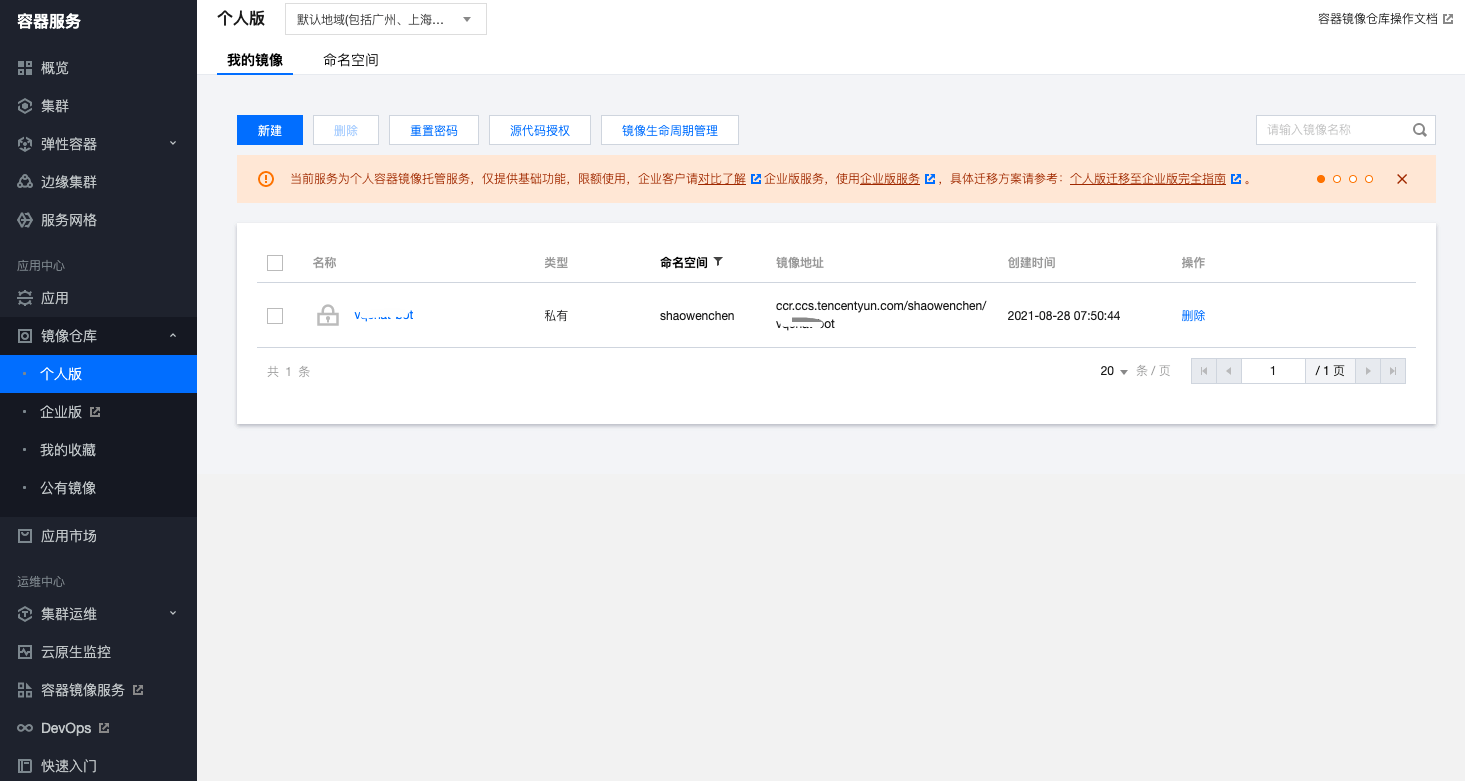 容器服务
概览
集群
弹性容器
边缘集群
服务网格
应用中心
应用
镜像仓库
个人版
企业版
我的收藏
公有镜像
应用市场
运维中心
集群运维
云原生监控
容器镜像服务
DevOps
快速入门
个人版 默认地域(包括广州、上海... 容器镜像仓库操作文档
我的镜像 命名空间
新建 删除 重置密码 源代码授权 镜像生命周期管理 请输入镜像名称
当前服务为个人容器镜像托管服务，仅提供基础功能，限额使用，企业客户请对比了解 企业版服务，使用企业版服务 ，具体迁移方案请参考：个人版迁移至企业版完全指南 。
名称 类型 命名空间 镜像地址 创建时间 操作
私有 shaowenchen ccr.ccs.tencentyun.com/shaowenchen/ 2021-08-28 07:50:44 删除
共 1 条 20 条 / 页 1 / 1 页